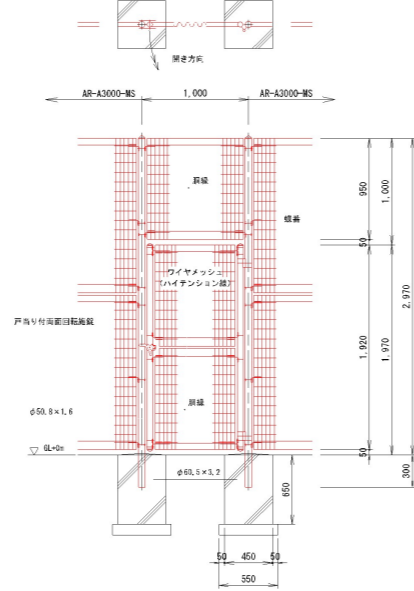 開き方向
AR-A3000-MS
1,000
AR-A3000-MS
胴縁
950
1,000
蝶番
50
2,970
ワイヤメッシュ
(ハイテンション線)
戸当り付両面回転施錠
1,920
1,970
胴縁
φ50.8×1.6
GL±0m
50
φ60.5×3.2
300
650
50 450 50
550